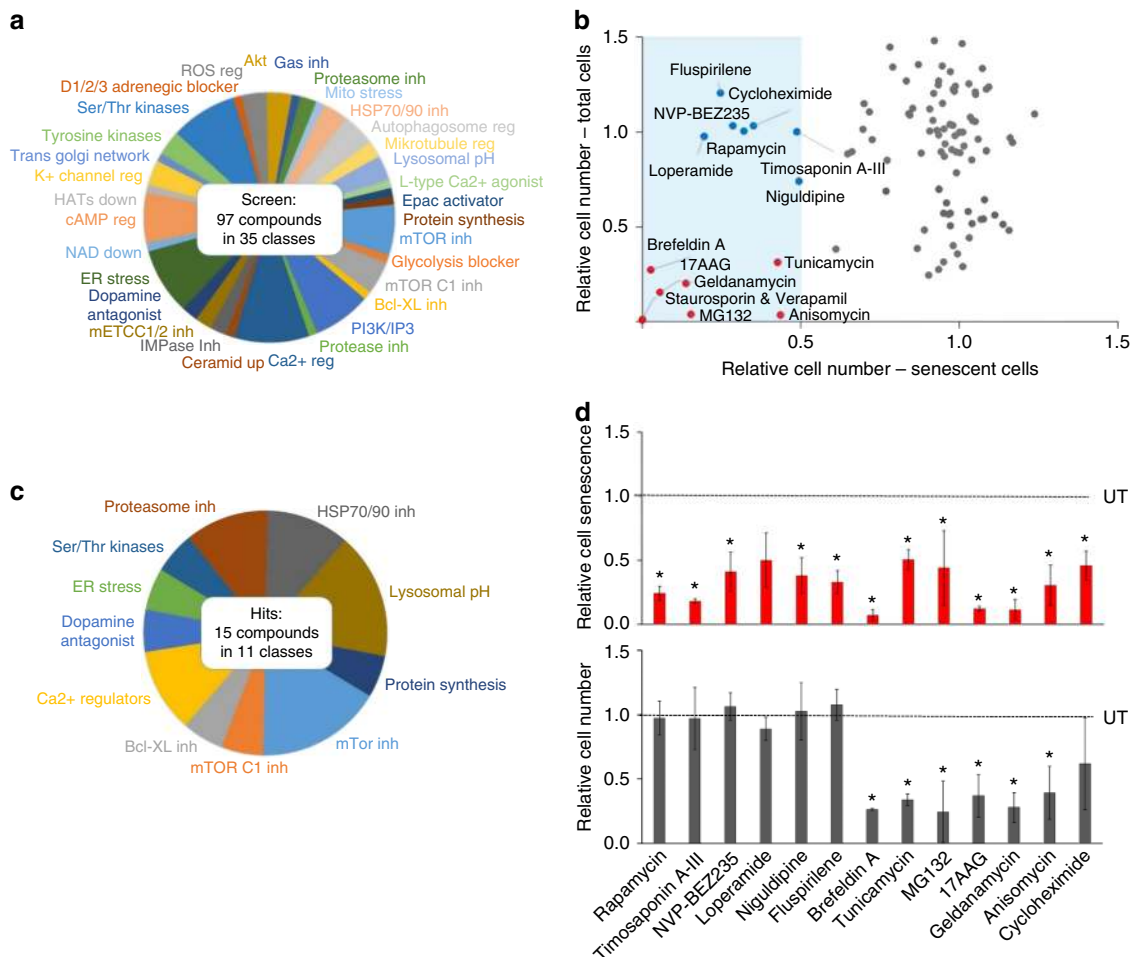 a
Akt
Gas inh
ROS reg
Proteasome inh
D1/2/3 adrenegic blocker
Mito stress
Ser/Thr kinases
HSP70/90 inh
Autophagosome reg
Tyrosine kinases
Mikrotubule reg
Trans golgi network
Lysosomal pH
K+ channel reg
L-type Ca2+ agonist
HATs down
Epac activator
cAMP reg
Protein synthesis
mTOR inh
NAD down
Glycolysis blocker
ER stress
mTOR C1 inh
Dopamine
antagonist
Bcl-XL inh
mETCC1/2 inh
PI3K/IP3
IMPase Inh
Protease inh
Ceramid up
Ca2+ reg
Screen:
97 compounds
in 35 classes
b
Relative cell number – total cells
1.5
1.0
0.5
Fluspirilene
Cycloheximide
NVP-BEZ235
Rapamycin
Loperamide
Timosaponin A-III
Niguldipine
Brefeldin A
17AAG
Tunicamycin
Geldanamycin
Staurosporin & Verapamil
MG132
Anisomycin
0.5
1.0
1.5
Relative cell number – senescent cells
c
Proteasome inh
HSP70/90 inh
Ser/Thr kinases
Lysosomal pH
ER stress
Dopamine
antagonist
Protein synthesis
Ca2+ regulators
mTor inh
Bcl-XL inh
mTOR C1 inh
Hits:
15 compounds
in 11 classes
d
Relative cell senescence
1.0
0.5
0.0
UT
* * * * * * * * * * * *
Relative cell number
1.0
0.5
0.0
UT
* * * * * *
Rapamycin
Timosaponin A-III
NVP-BEZ235
Loperamide
Niguldipine
Fluspirilene
Brefeldin A
Tunicamycin
MG132
17AAG
Geldanamycin
Anisomycin
Cycloheximide